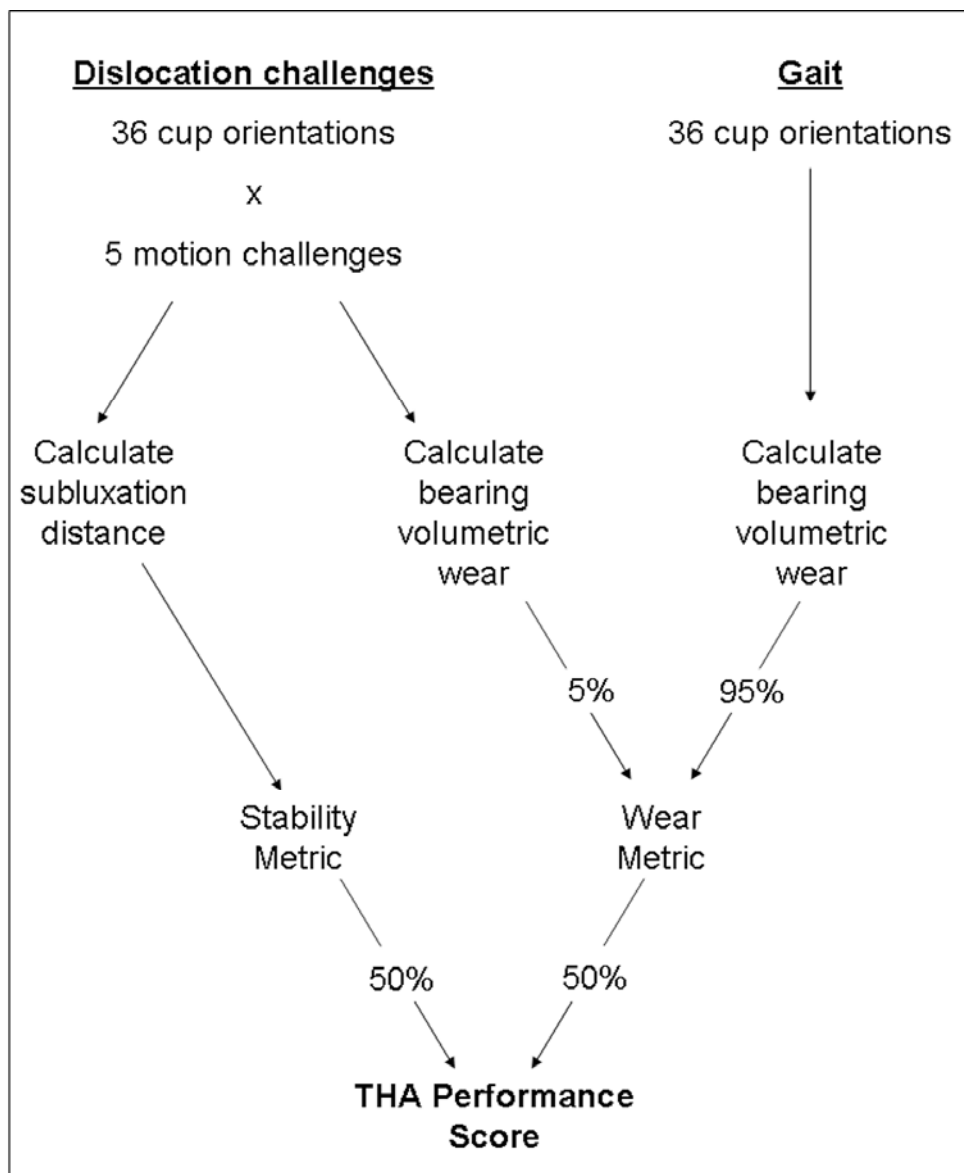 Dislocation challenges
36 cup orientations
x
5 motion challenges
Gait
36 cup orientations
Calculate
subluxation
distance
Calculate
bearing
volumetric
wear
Calculate
bearing
volumetric
wear
5%
95%
Stability
Metric
Wear
Metric
50%
50%
THA Performance
Score